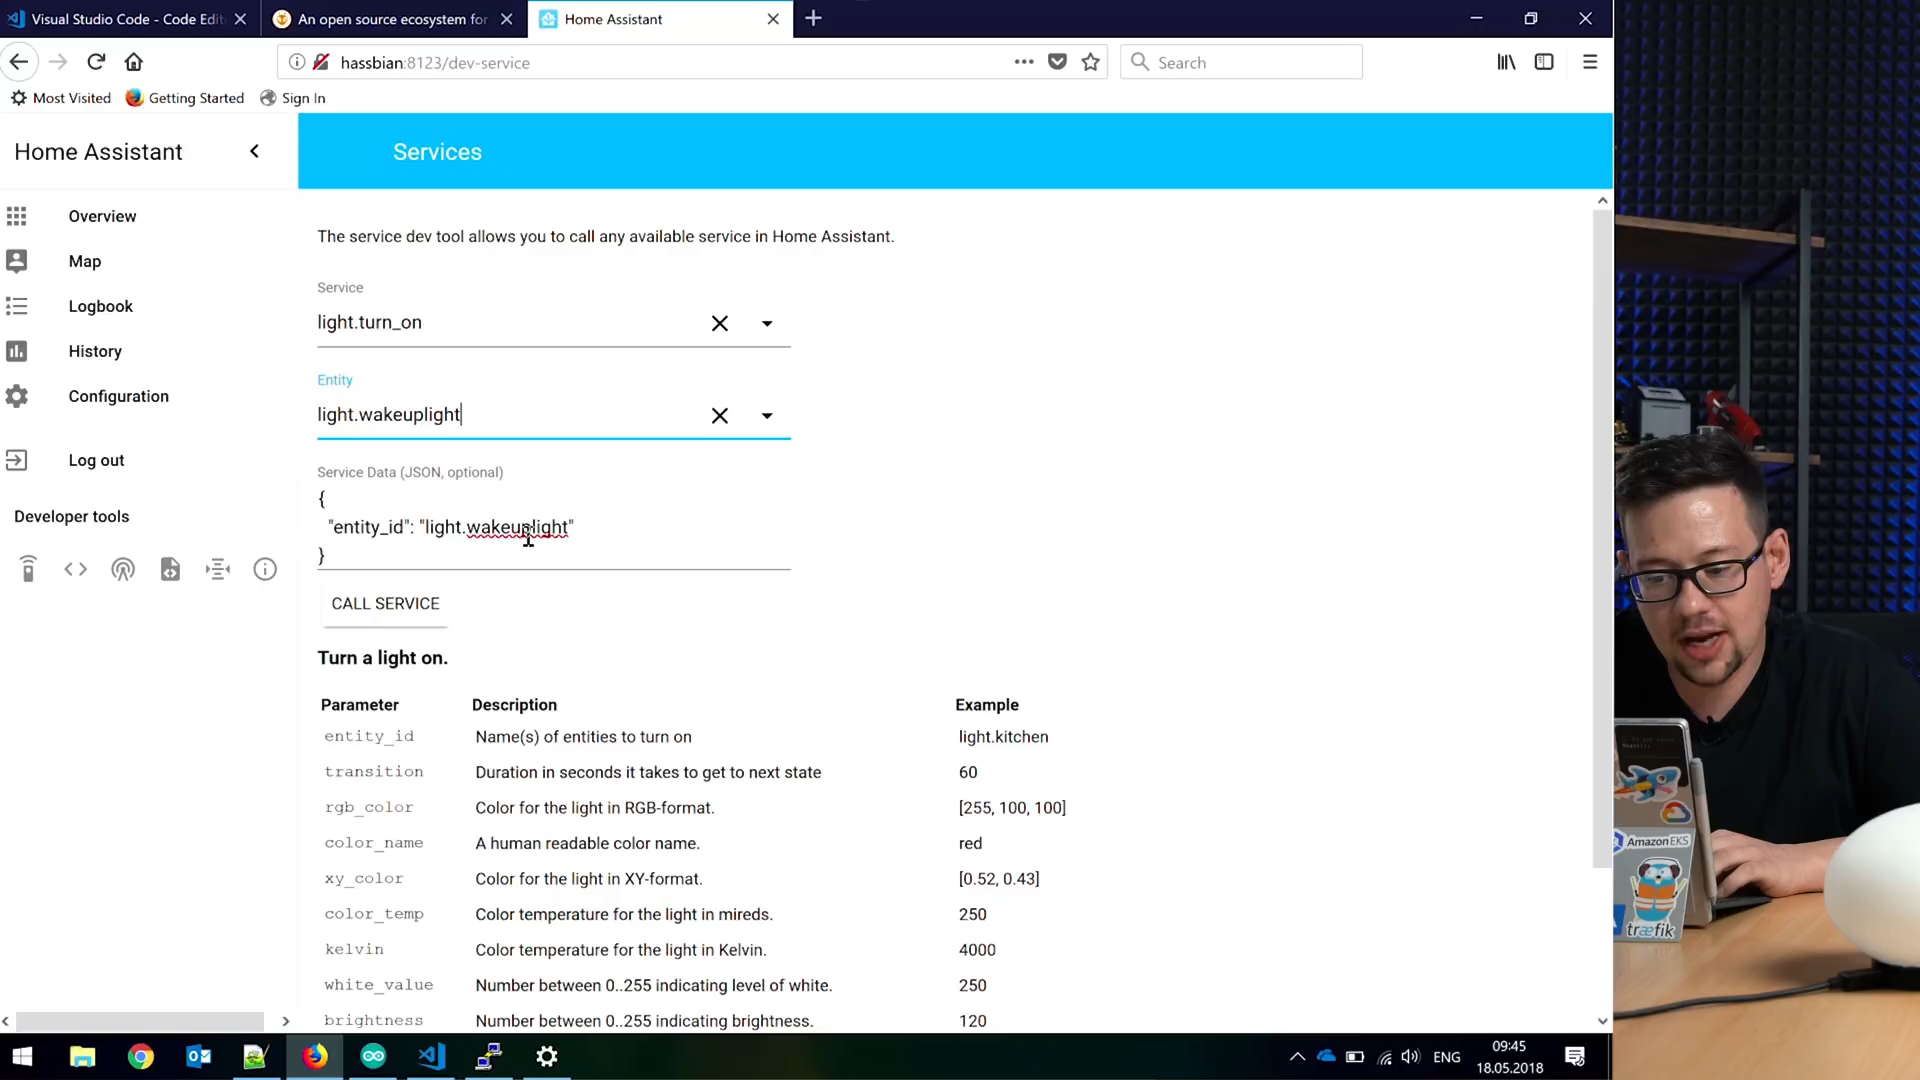 Visual Studio Code - Code Edit
An open source ecosystem for
Home Assistant
hassbian:8123/dev-service
Search
Most Visited
Getting Started
Sign In
Home Assistant
Services
Overview
Map
Logbook
History
Configuration
Log out
Developer tools
The service dev tool allows you to call any available service in Home Assistant.
Service
light.turn_on
Entity
light.wakeuplight
Service Data (JSON, optional)
{
"entity_id": "light.wakeuplight"
}
CALL SERVICE
Turn a light on.
Parameter Description Example
entity_id Name(s) of entities to turn on light.kitchen
transition Duration in seconds it takes to get to next state 60
rgb_color Color for the light in RGB-format. [255, 100, 100]
color_name A human readable color name. red
xy_color Color for the light in XY-format. [0.52, 0.43]
color_temp Color temperature for the light in mireds. 250
kelvin Color temperature for the light in Kelvin. 4000
white_value Number between 0..255 indicating level of white. 250
brightness Number between 0..255 indicating brightness. 120
Amazon EKS
træfik
ENG
09:45
18.05.2018